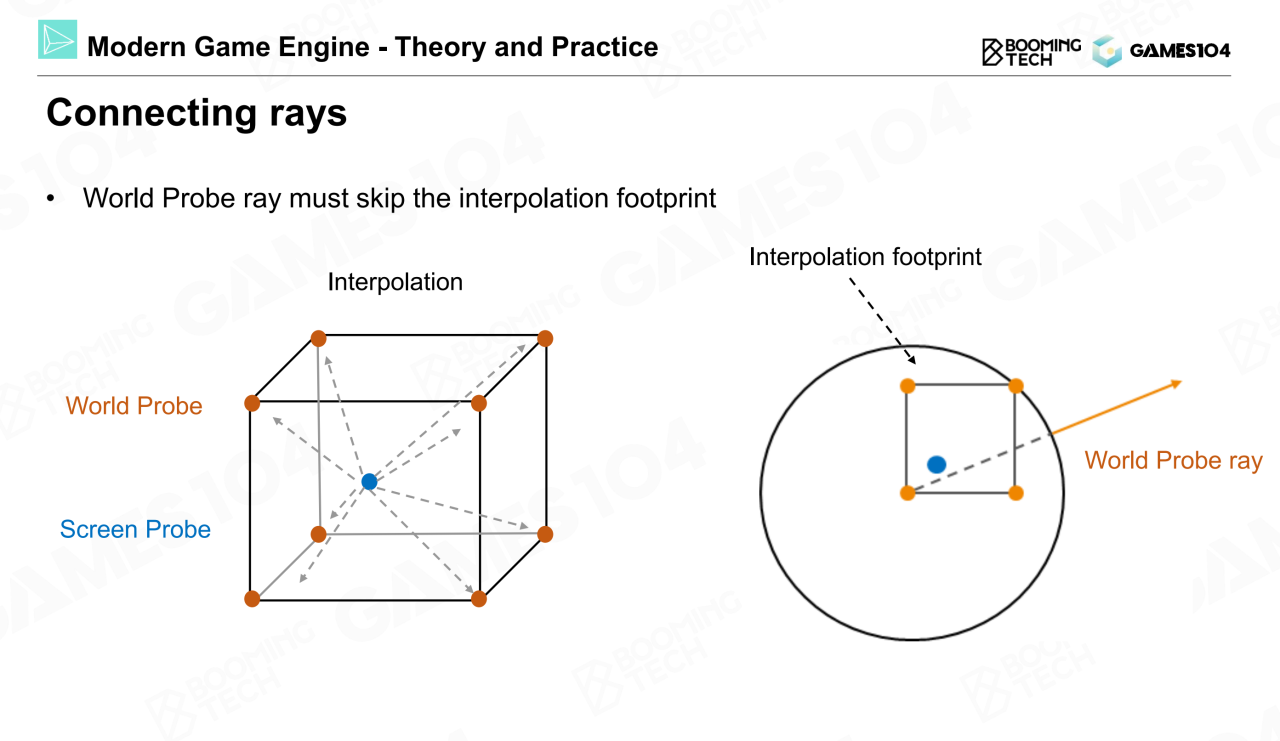 Modern Game Engine - Theory and Practice
BOOMING
TECH
GAMES104
Connecting rays
• World Probe ray must skip the interpolation footprint
Interpolation footprint
Interpolation
World Probe
World Probe ray
Screen Probe